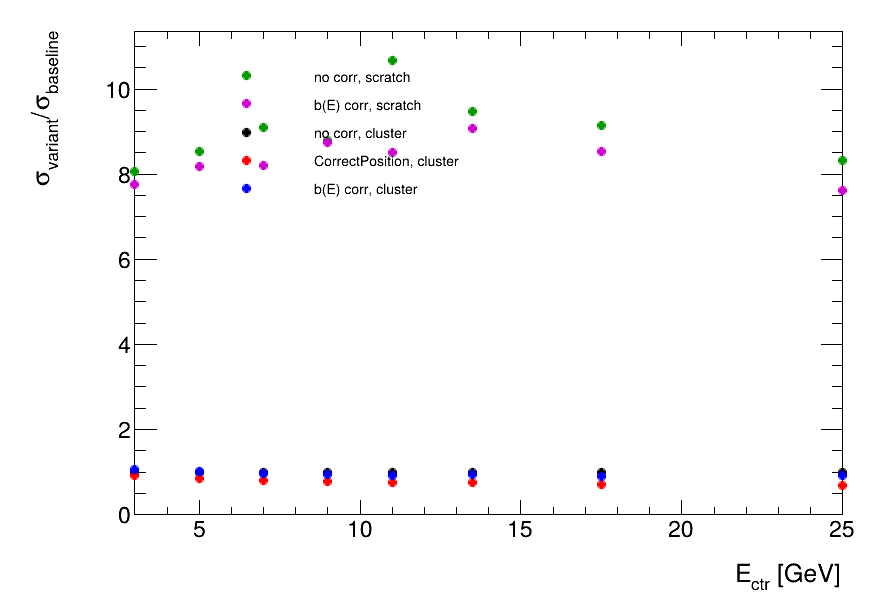 σvariant/σbaseline
10
8
6
4
2
0
no corr, scratch
b(E) corr, scratch
no corr, cluster
CorrectPosition, cluster
b(E) corr, cluster
5 10 15 20 25
Ectr [GeV]